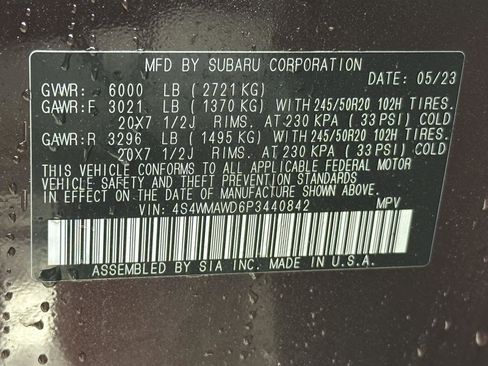 MFD BY SUBARU CORPORATION
DATE: 05/23
GVWR: 6000 LB (2721 KG)
GAWR:F 3021 LB (1370 KG) WITH 245/50R20 102H TIRES.
20X7 1/2J RIMS. AT 230 KPA (33 PSI) COLD
GAWR:R 3296 LB (1495 KG) WITH 245/50R20 102H TIRES.
20X7 1/2J RIMS. AT 230 KPA (33 PSI) COLD
THIS VEHICLE CONFORMS TO ALL APPLICABLE FEDERAL MOTOR
VEHICLE SAFETY AND THEFT PREVENTION STANDARDS
IN EFFECT ON THE DATE OF MANUFACTURE SHOWN ABOVE.
VIN: 4S4WMAWD6P3440842 MPV
ASSEMBLED BY SIA INC. MADE IN U.S.A.